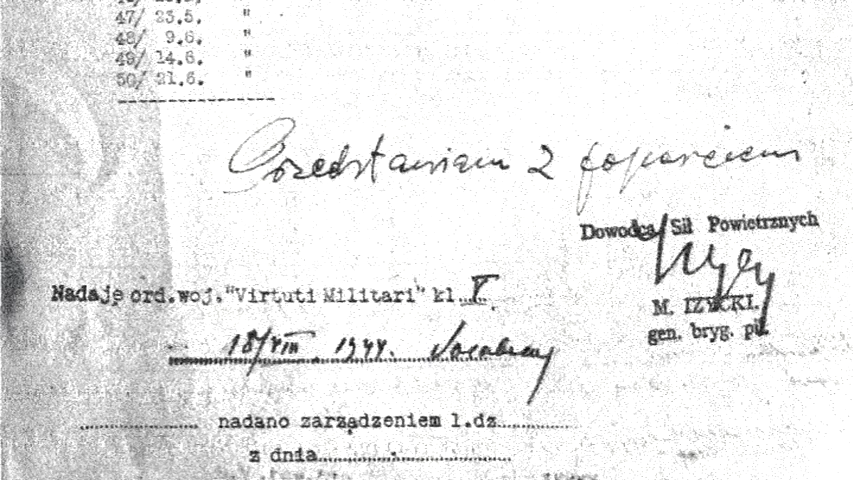 47/ 23.5. "
48/ 9.6. "
49/ 14.6. "
50/ 21.6. "
Przedstawiam z poparciem
Dowódca Sił Powietrznych
M. IŻYCKI.
gen. bryg. pil.
Nadaję ord.woj."Virtuti Militari" kl. V.
18/VIII 1944.
nadano zarządzeniem l.dz.
z dnia